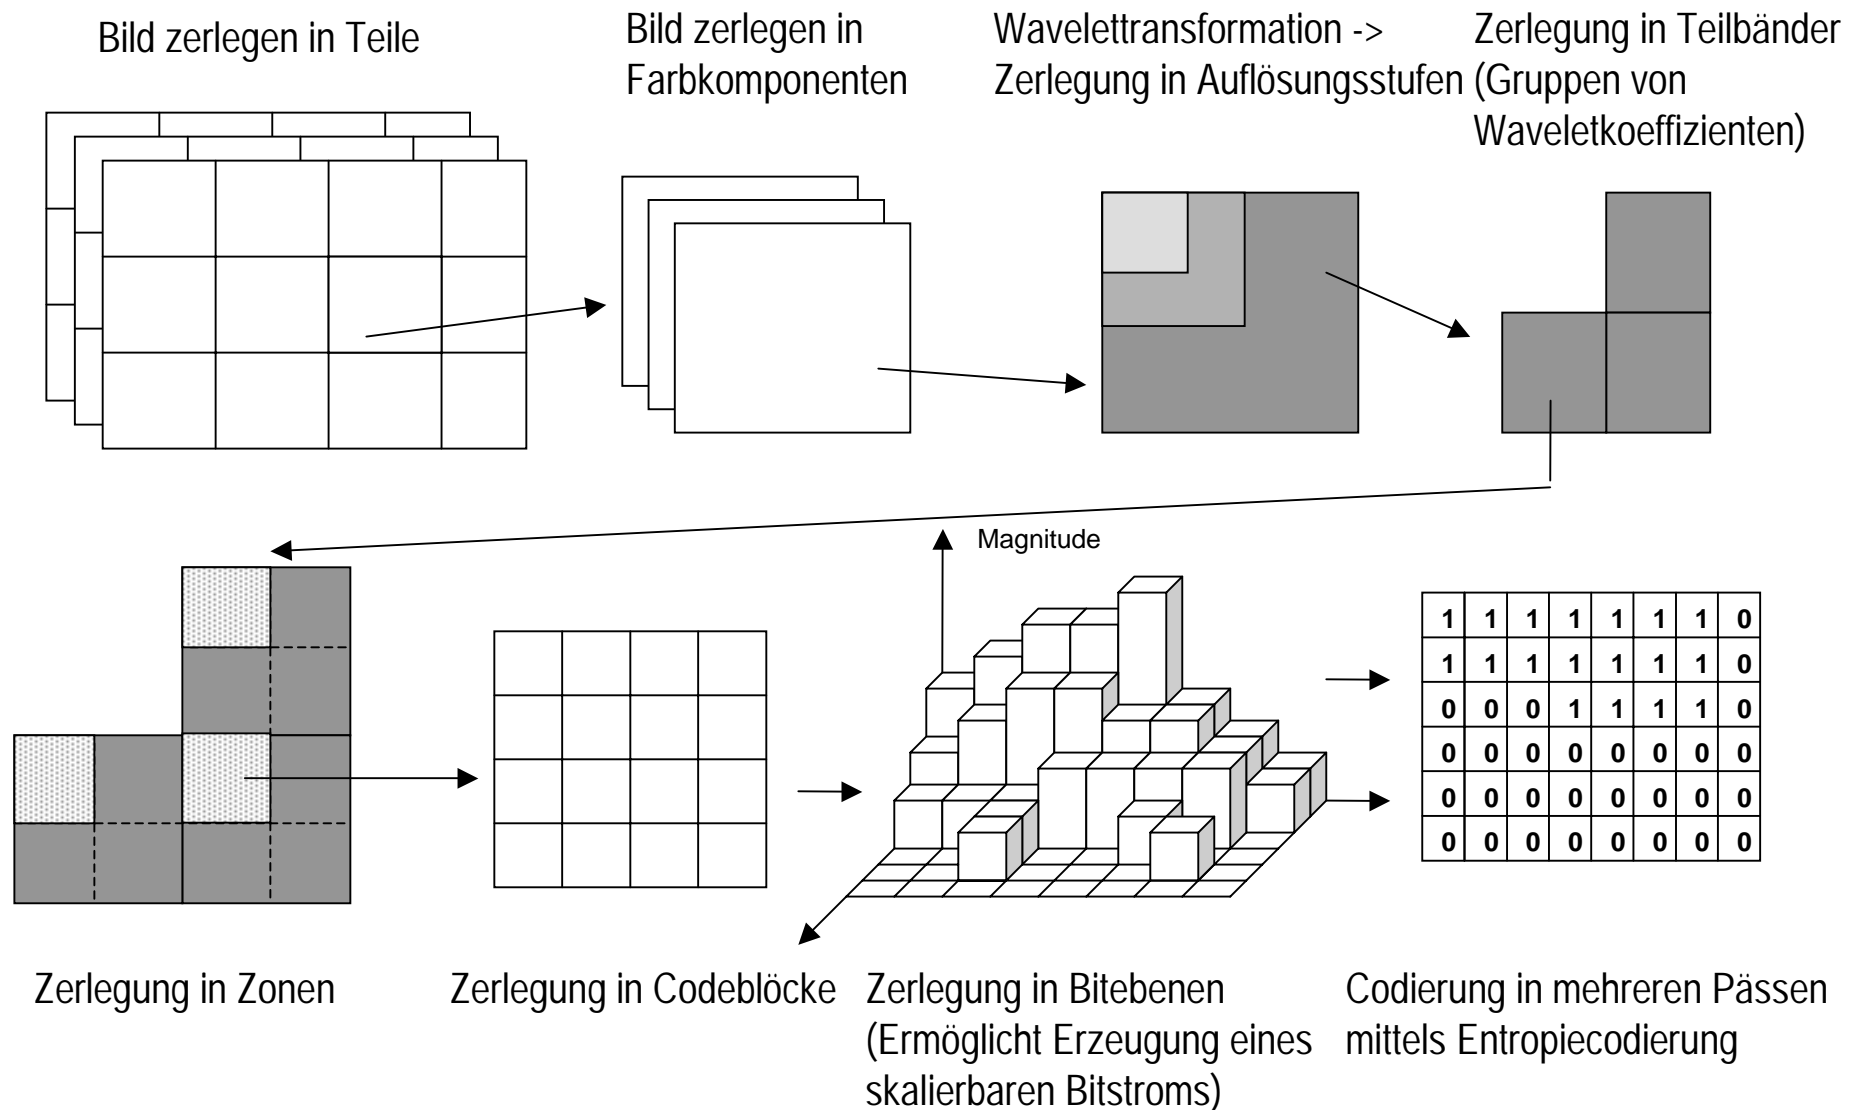 Bild zerlegen in Teile
Bild zerlegen in
Farbkomponenten
Wavelettransformation ->
Zerlegung in Auflösungsstufen
Zerlegung in Teilbänder
(Gruppen von
Waveletkoeffizienten)
Magnitude
1 1 1 1 1 1 1 0
1 1 1 1 1 1 1 0
0 0 0 1 1 1 1 0
0 0 0 0 0 0 0 0
0 0 0 0 0 0 0 0
0 0 0 0 0 0 0 0
Zerlegung in Zonen
Zerlegung in Codeblöcke
Zerlegung in Bitebenen
(Ermöglicht Erzeugung eines
skalierbaren Bitstroms)
Codierung in mehreren Pässen
mittels Entropiecodierung